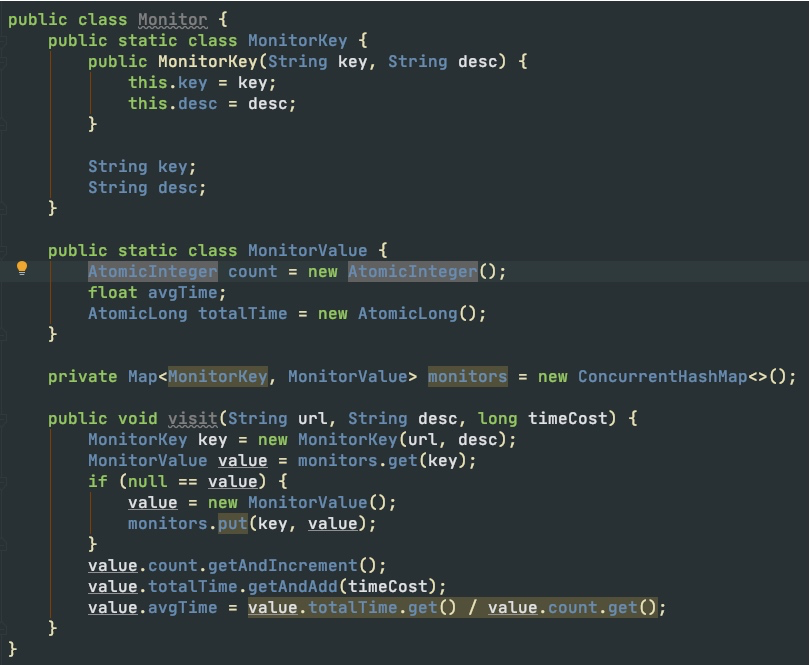 public class Monitor {
public static class MonitorKey {
public MonitorKey(String key, String desc) {
this.key = key;
this.desc = desc;
}
String key;
String desc;
}
public static class MonitorValue {
AtomicInteger count = new AtomicInteger();
float avgTime;
AtomicLong totalTime = new AtomicLong();
}
private Map<MonitorKey, MonitorValue> monitors = new ConcurrentHashMap<>();
public void visit(String url, String desc, long timeCost) {
MonitorKey key = new MonitorKey(url, desc);
MonitorValue value = monitors.get(key);
if (null == value) {
value = new MonitorValue();
monitors.put(key, value);
}
value.count.getAndIncrement();
value.totalTime.getAndAdd(timeCost);
value.avgTime = value.totalTime.get() / value.count.get();
}
}